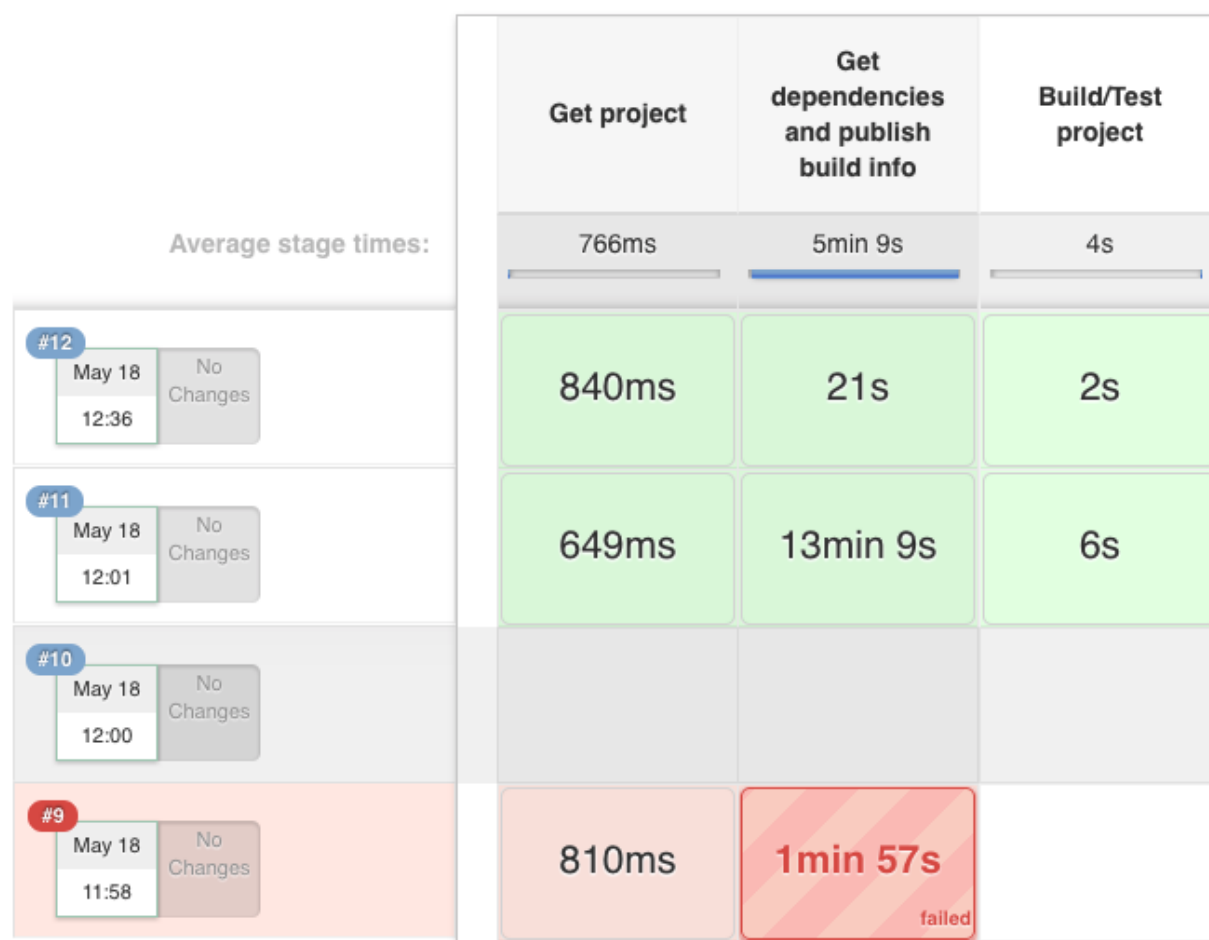 Get project
Get
dependencies
and publish
build info
Build/Test
project
Average stage times:
766ms
5min 9s
4s
#12
May 18
12:36
No
Changes
840ms
21s
2s
#11
May 18
12:01
No
Changes
649ms
13min 9s
6s
#10
May 18
12:00
No
Changes
#9
May 18
11:58
No
Changes
810ms
1min 57s
failed